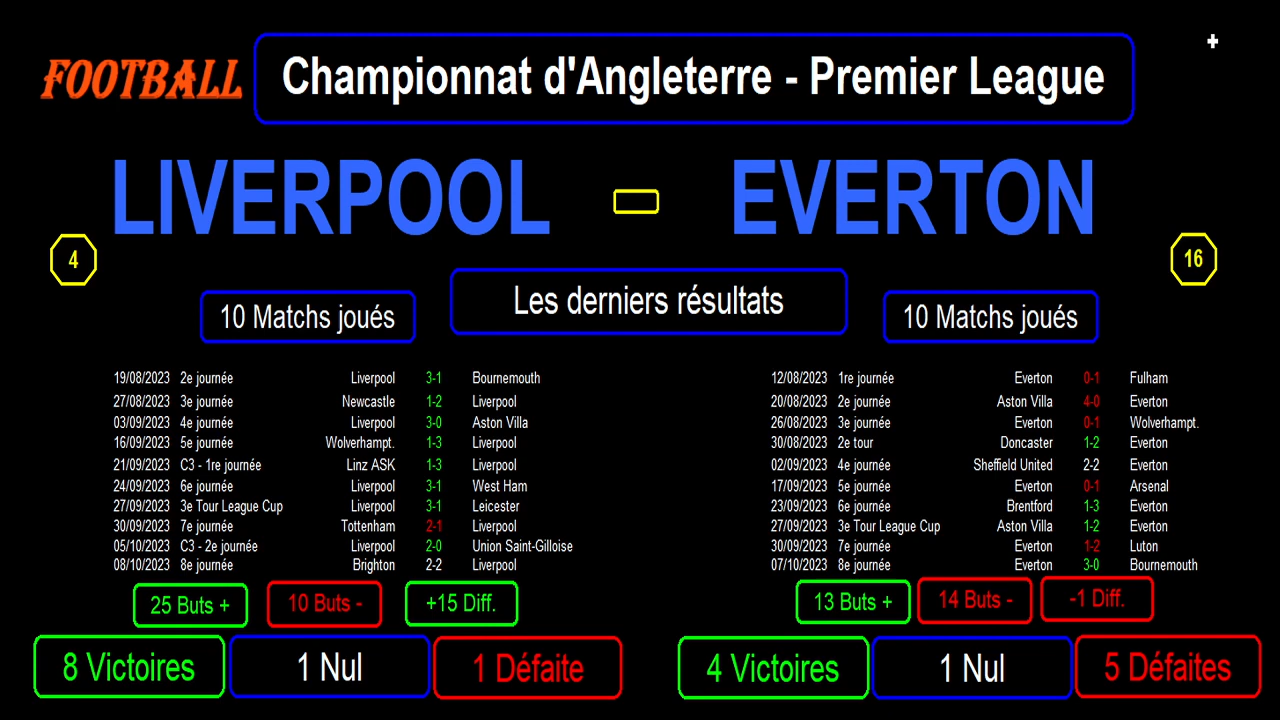 FOOTBALL
Championnat d'Angleterre - Premier League
+
LIVERPOOL - EVERTON
4
16
Les derniers résultats
10 Matchs joués
10 Matchs joués
19/08/2023 2e journée Liverpool 3-1 Bournemouth
27/08/2023 3e journée Newcastle 1-2 Liverpool
03/09/2023 4e journée Liverpool 3-0 Aston Villa
16/09/2023 5e journée Wolverhampt. 1-3 Liverpool
21/09/2023 C3 - 1re journée Linz ASK 1-3 Liverpool
24/09/2023 6e journée Liverpool 3-1 West Ham
27/09/2023 3e Tour League Cup Liverpool 3-1 Leicester
30/09/2023 7e journée Tottenham 2-1 Liverpool
05/10/2023 C3 - 2e journée Liverpool 2-0 Union Saint-Gilloise
08/10/2023 8e journée Brighton 2-2 Liverpool
25 Buts + 10 Buts - +15 Diff.
8 Victoires 1 Nul 1 Défaite
12/08/2023 1re journée Everton 0-1 Fulham
20/08/2023 2e journée Aston Villa 4-0 Everton
26/08/2023 3e journée Everton 0-1 Wolverhampt.
30/08/2023 2e tour Doncaster 1-2 Everton
02/09/2023 4e journée Sheffield United 2-2 Everton
17/09/2023 5e journée Everton 0-1 Arsenal
23/09/2023 6e journée Brentford 1-3 Everton
27/09/2023 3e Tour League Cup Aston Villa 1-2 Everton
30/09/2023 7e journée Everton 1-2 Luton
07/10/2023 8e journée Everton 3-0 Bournemouth
13 Buts + 14 Buts - -1 Diff.
4 Victoires 1 Nul 5 Défaites